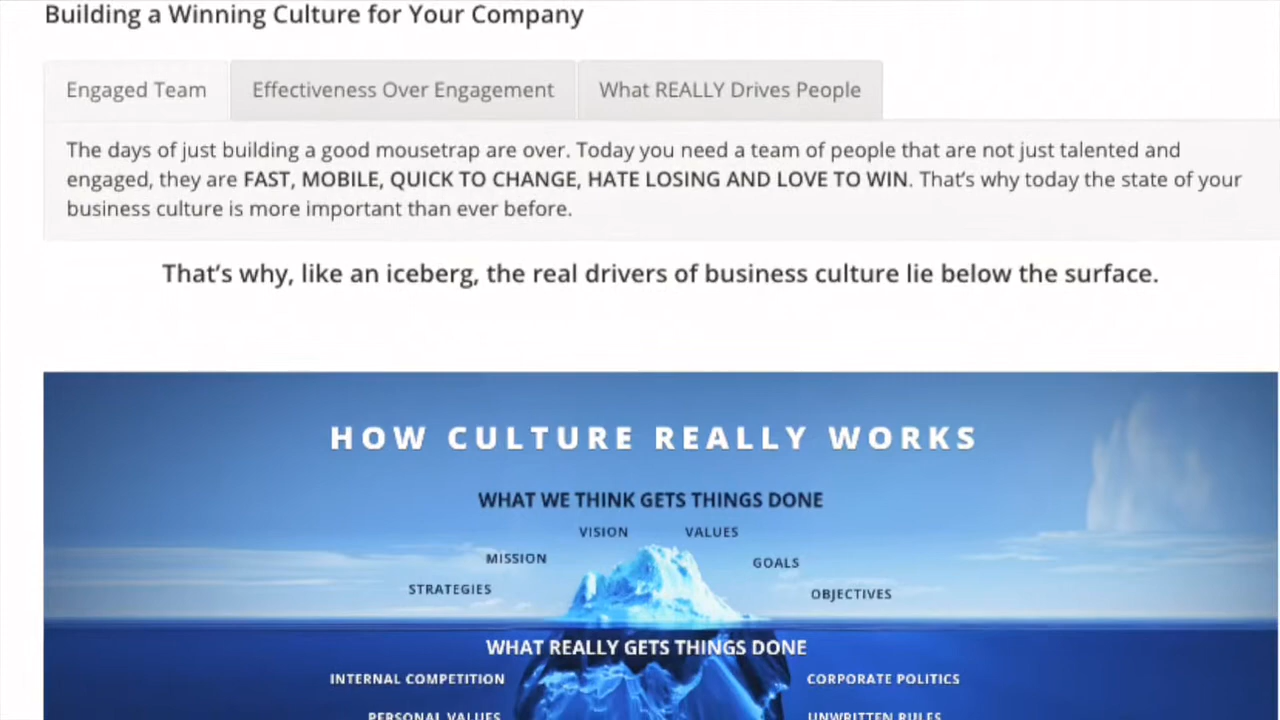 Building a Winning Culture for Your Company
Engaged Team
Effectiveness Over Engagement
What REALLY Drives People
The days of just building a good mousetrap are over. Today you need a team of people that are not just talented and
engaged, they are FAST, MOBILE, QUICK TO CHANGE, HATE LOSING AND LOVE TO WIN. That's why today the state of your
business culture is more important than ever before.
That's why, like an iceberg, the real drivers of business culture lie below the surface.
HOW CULTURE REALLY WORKS
WHAT WE THINK GETS THINGS DONE
VISION VALUES
MISSION GOALS
STRATEGIES OBJECTIVES
WHAT REALLY GETS THINGS DONE
INTERNAL COMPETITION CORPORATE POLITICS
PERSONAL VALUES UNWRITTEN RULES